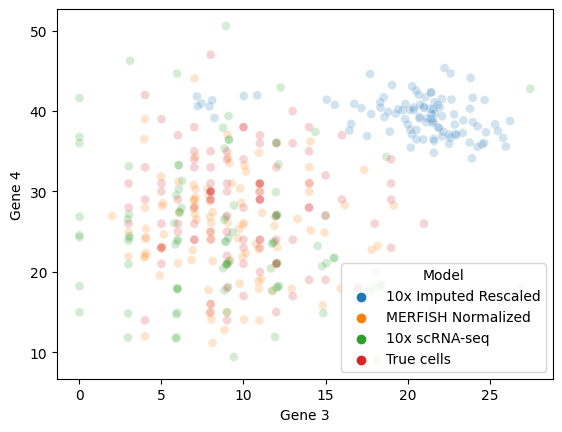 50
40
30
20
10
Gene 4
Model
10x Imputed Rescaled
MERFISH Normalized
10x scRNA-seq
True cells
0
5
10
15
20
25
Gene 3